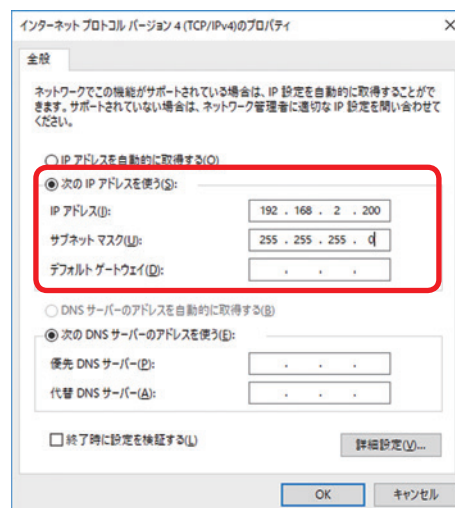 インターネット プロトコル バージョン 4 (TCP/IPv4)のプロパティ
全般
ネットワークでこの機能がサポートされている場合は、IP 設定を自動的に取得することがで
きます。サポートされていない場合は、ネットワーク管理者に適切な IP 設定を問い合わせて
ください。
IP アドレスを自動的に取得する(O)
次の IP アドレスを使う(S):
IP アドレス(I): 192 . 168 . 2 . 200
サブネット マスク(U): 255 . 255 . 255 . 0
デフォルト ゲートウェイ(D): . . .
DNS サーバーのアドレスを自動的に取得する(B)
次の DNS サーバーのアドレスを使う(E):
優先 DNS サーバー(P): . . .
代替 DNS サーバー(A): . . .
終了時に設定を検証する(L)
詳細設定(V)...
OK キャンセル